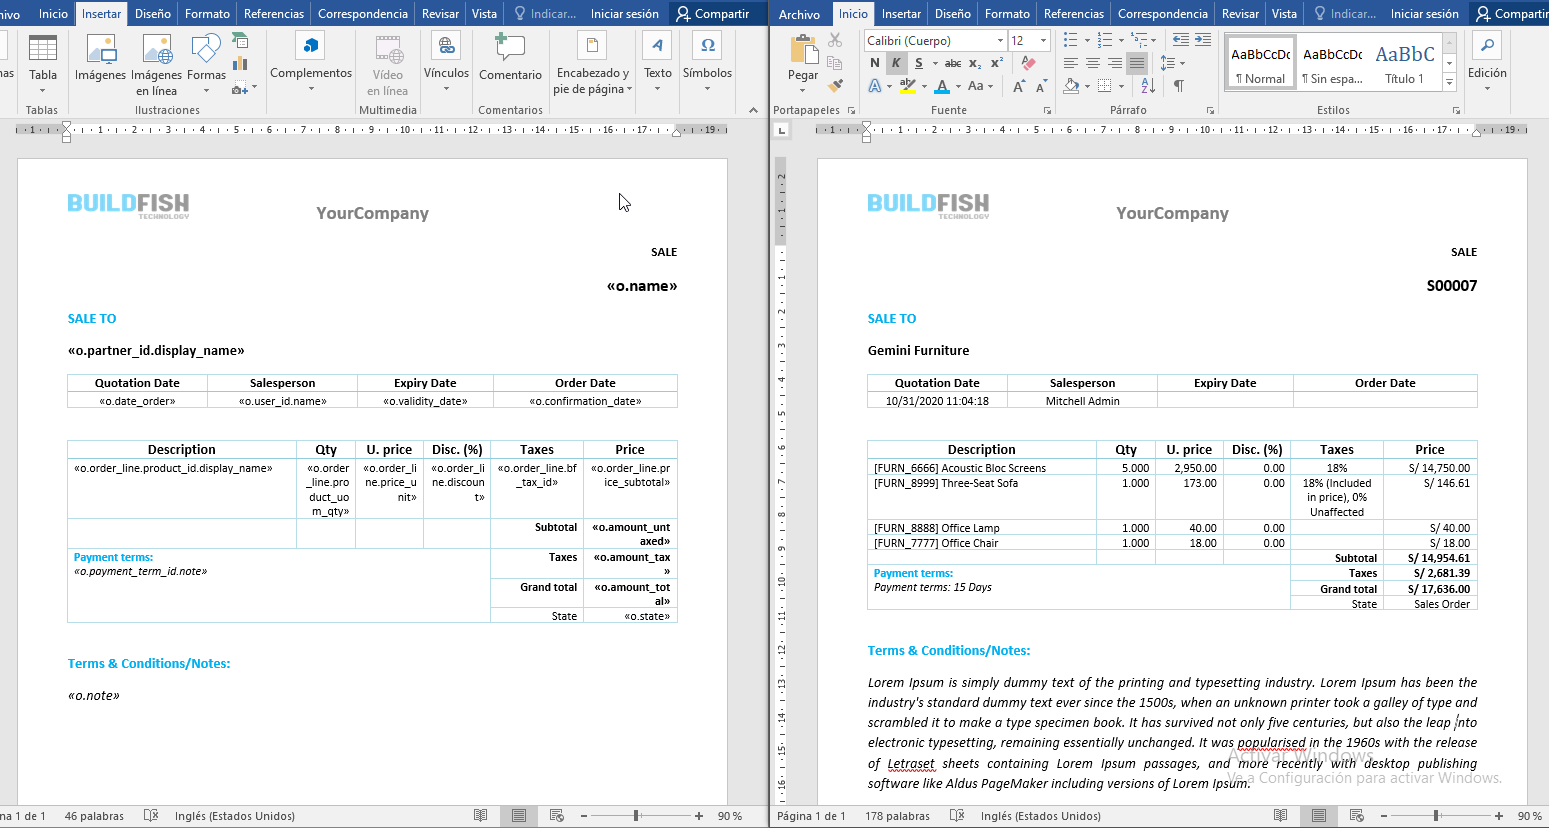 nivo Inicio Insertar Diseño Formato Referencias Correspondencia Revisar Vista Indicar... Iniciar sesión Compartir
nas Tabla Imágenes Imágenes en línea Formas Complementos Vídeo en línea Vínculos Comentario Encabezado y pie de página Texto Símbolos
Tablas Ilustraciones Multimedia Comentarios
BUILDFISH
TECHNOLOGY
YourCompany
SALE
«o.name»
SALE TO
«o.partner_id.display_name»
Quotation Date Salesperson Expiry Date Order Date
«o.date_order» «o.user_id.name» «o.validity_date» «o.confirmation_date»
Description Qty U. price Disc. (%) Taxes Price
«o.order_line.product_id.display_name» «o.order_line.product_uom_qty» «o.order_line.price_unit» «o.order_line.discount» «o.order_line.bf_tax_id» «o.order_line.price_subtotal»
Subtotal «o.amount_untaxed»
Payment terms: Taxes «o.amount_tax»
«o.payment_term_id.note»
Grand total «o.amount_total»
State «o.state»
Terms & Conditions/Notes:
«o.note»
na 1 de 1 46 palabras Inglés (Estados Unidos) 90 %
Archivo Inicio Insertar Diseño Formato Referencias Correspondencia Revisar Vista Indicar... Iniciar sesión Compartir
Pegar Calibri (Cuerpo) 12 AaBbCcDc AaBbCcDc AaBbC Edición
N K S abc x₂ x² ¶ Normal ¶ Sin espa... Título 1
Portapapeles Fuente Párrafo Estilos
BUILDFISH
TECHNOLOGY
YourCompany
SALE
S00007
SALE TO
Gemini Furniture
Quotation Date Salesperson Expiry Date Order Date
10/31/2020 11:04:18 Mitchell Admin
Description Qty U. price Disc. (%) Taxes Price
[FURN_6666] Acoustic Bloc Screens 5.000 2,950.00 0.00 18% S/ 14,750.00
[FURN_8999] Three-Seat Sofa 1.000 173.00 0.00 18% (Included in price), 0% Unaffected S/ 146.61
[FURN_8888] Office Lamp 1.000 40.00 0.00 S/ 40.00
[FURN_7777] Office Chair 1.000 18.00 0.00 S/ 18.00
Subtotal S/ 14,954.61
Payment terms: Taxes S/ 2,681.39
Payment terms: 15 Days Grand total S/ 17,636.00
State Sales Order
Terms & Conditions/Notes:
Lorem Ipsum is simply dummy text of the printing and typesetting industry. Lorem Ipsum has been the
industry's standard dummy text ever since the 1500s, when an unknown printer took a galley of type and
scrambled it to make a type specimen book. It has survived not only five centuries, but also the leap into
electronic typesetting, remaining essentially unchanged. It was popularised in the 1960s with the release
of Letraset sheets containing Lorem Ipsum passages, and more recently with desktop publishing
software like Aldus PageMaker including versions of Lorem Ipsum.
Activar Windows
Ve a Configuración para activar Windows.
Página 1 de 1 178 palabras Inglés (Estados Unidos) 90 %